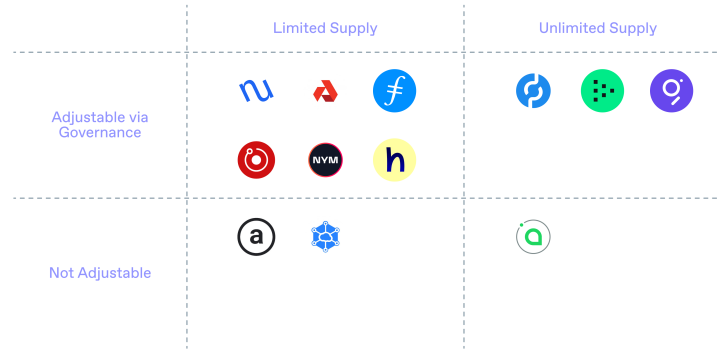 Limited Supply
Unlimited Supply
Adjustable via
Governance
NYM
h
a
Not Adjustable